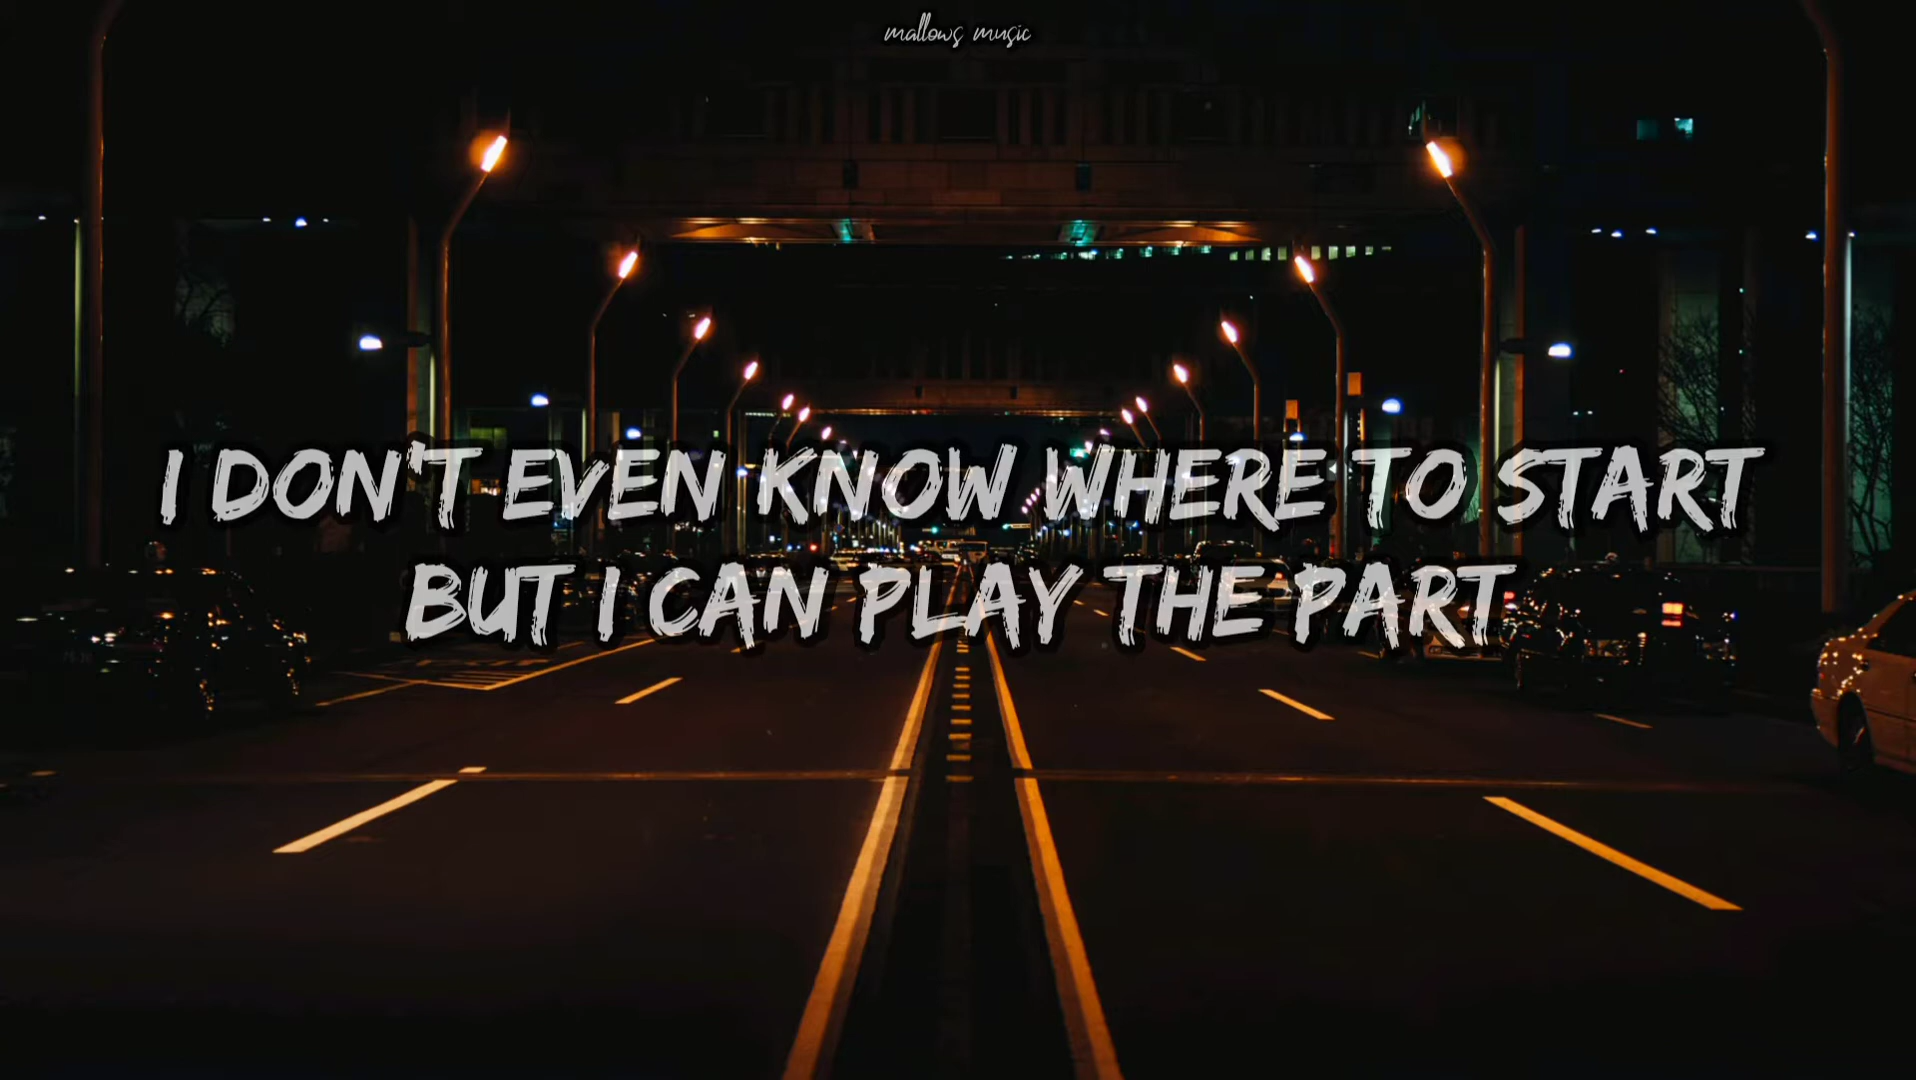 mallows music
I DON'T EVEN KNOW WHERE TO START
BUT I CAN PLAY THE PART